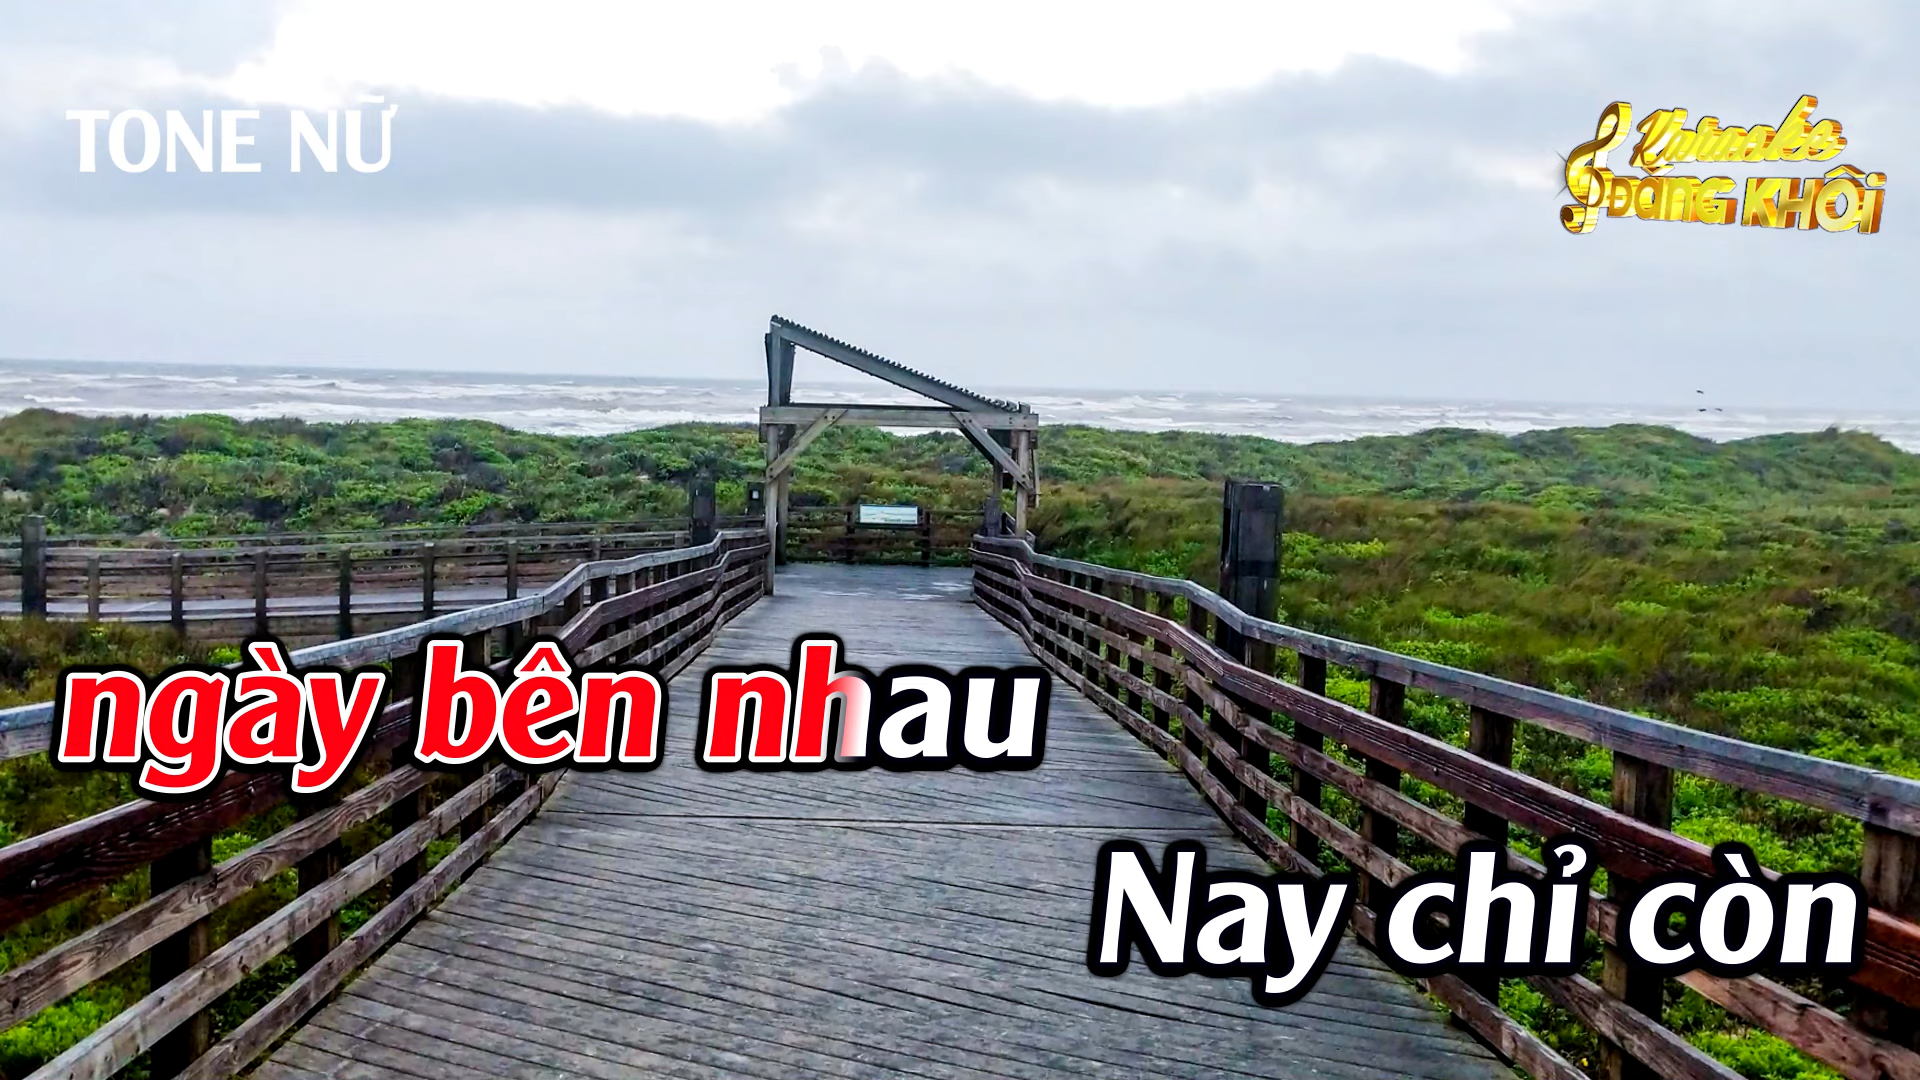 TONE NỮ
Karaoke
ĐĂNG KHÔI
ngày bên nhau
Nay chỉ còn